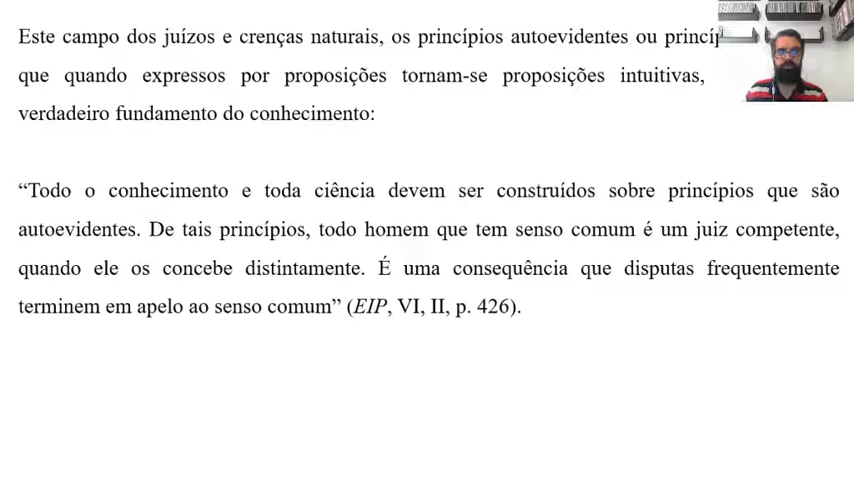 Este campo dos juízos e crenças naturais, os princípios autoevidentes ou
que quando expressos por proposições tornam-se proposições intuitivas,
verdadeiro fundamento do conhecimento:
“Todo o conhecimento e toda ciência devem ser construídos sobre princípios que são
autoevidentes. De tais princípios, todo homem que tem senso comum é um juiz competente,
quando ele os concebe distintamente. É uma consequência que disputas frequentemente
terminem em apelo ao senso comum” (EIP, VI, II, p. 426).